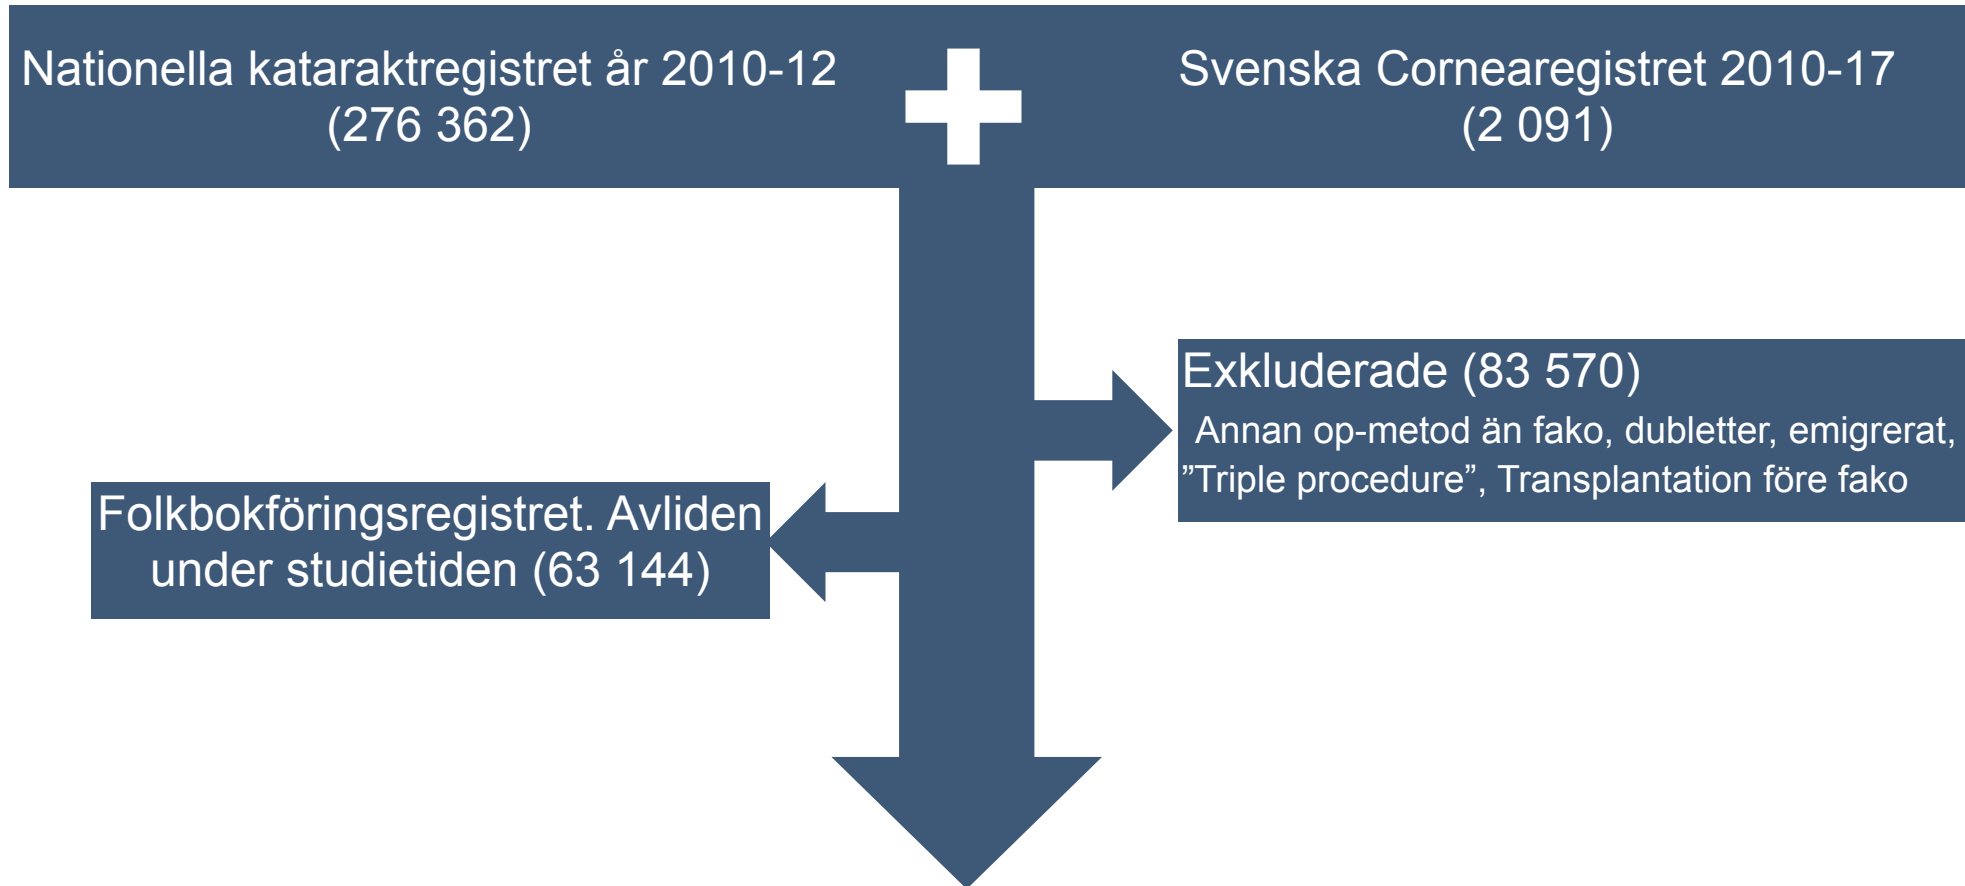 Nationella kataraktregistret år 2010-12
(276 362)
Svenska Cornearegistret 2010-17
(2 091)
Exkluderade (83 570)
Annan op-metod än fako, dubletter, emigrerat,
”Triple procedure”, Transplantation före fako
Folkbokföringsregistret. Avliden
under studietiden (63 144)